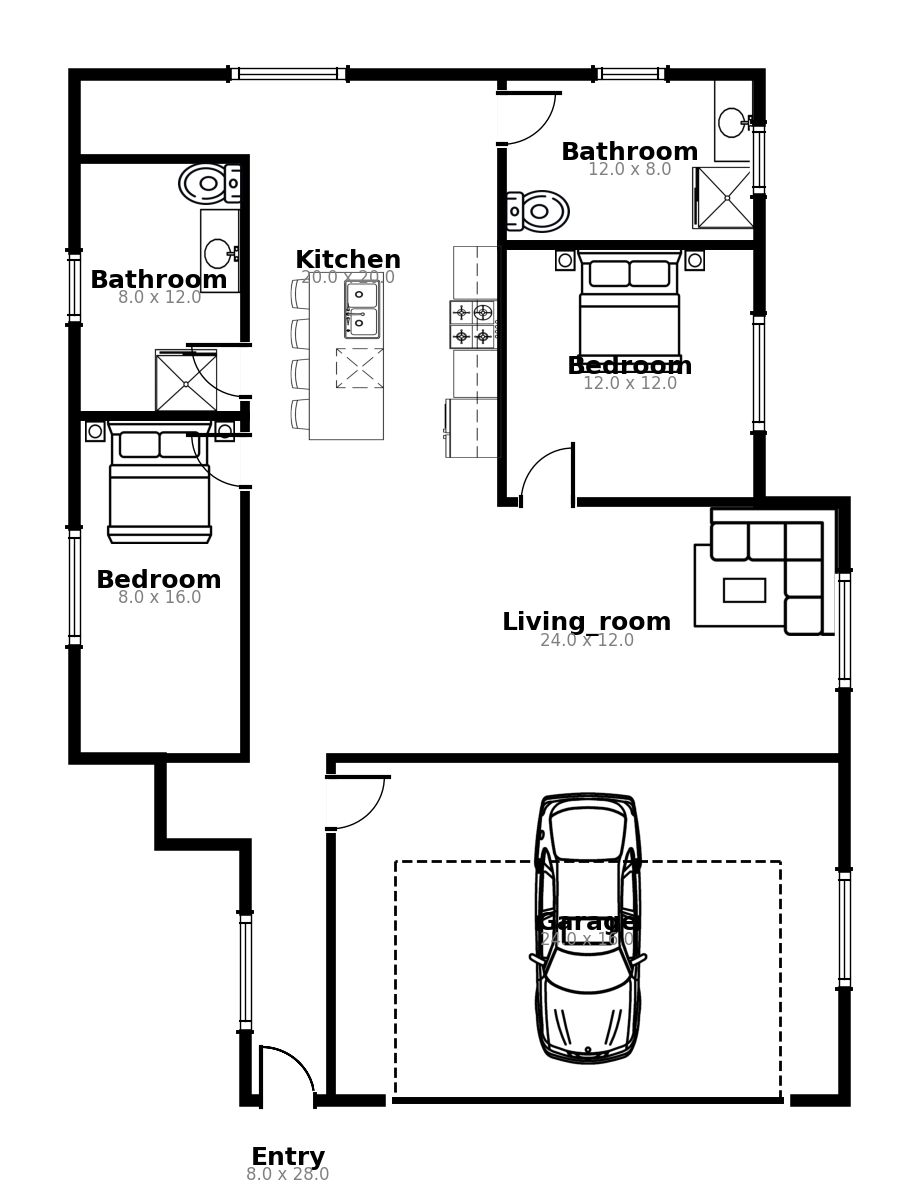 Bathroom
12.0 x 8.0
Kitchen
20.0 x 20.0
Bathroom
8.0 x 12.0
Bedroom
12.0 x 12.0
Bedroom
8.0 x 16.0
Living_room
24.0 x 12.0
Garage
24.0 x 16.0
Entry
8.0 x 28.0